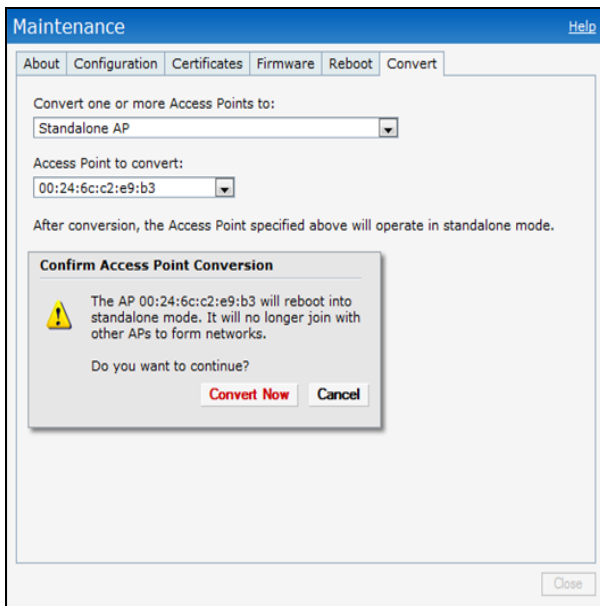 Maintenance Help
About Configuration Certificates Firmware Reboot Convert
Convert one or more Access Points to:
Standalone AP
Access Point to convert:
00:24:6c:c2:e9:b3
After conversion, the Access Point specified above will operate in standalone mode.
Confirm Access Point Conversion
The AP 00:24:6c:c2:e9:b3 will reboot into
standalone mode. It will no longer join with
other APs to form networks.
Do you want to continue?
Convert Now Cancel
Close